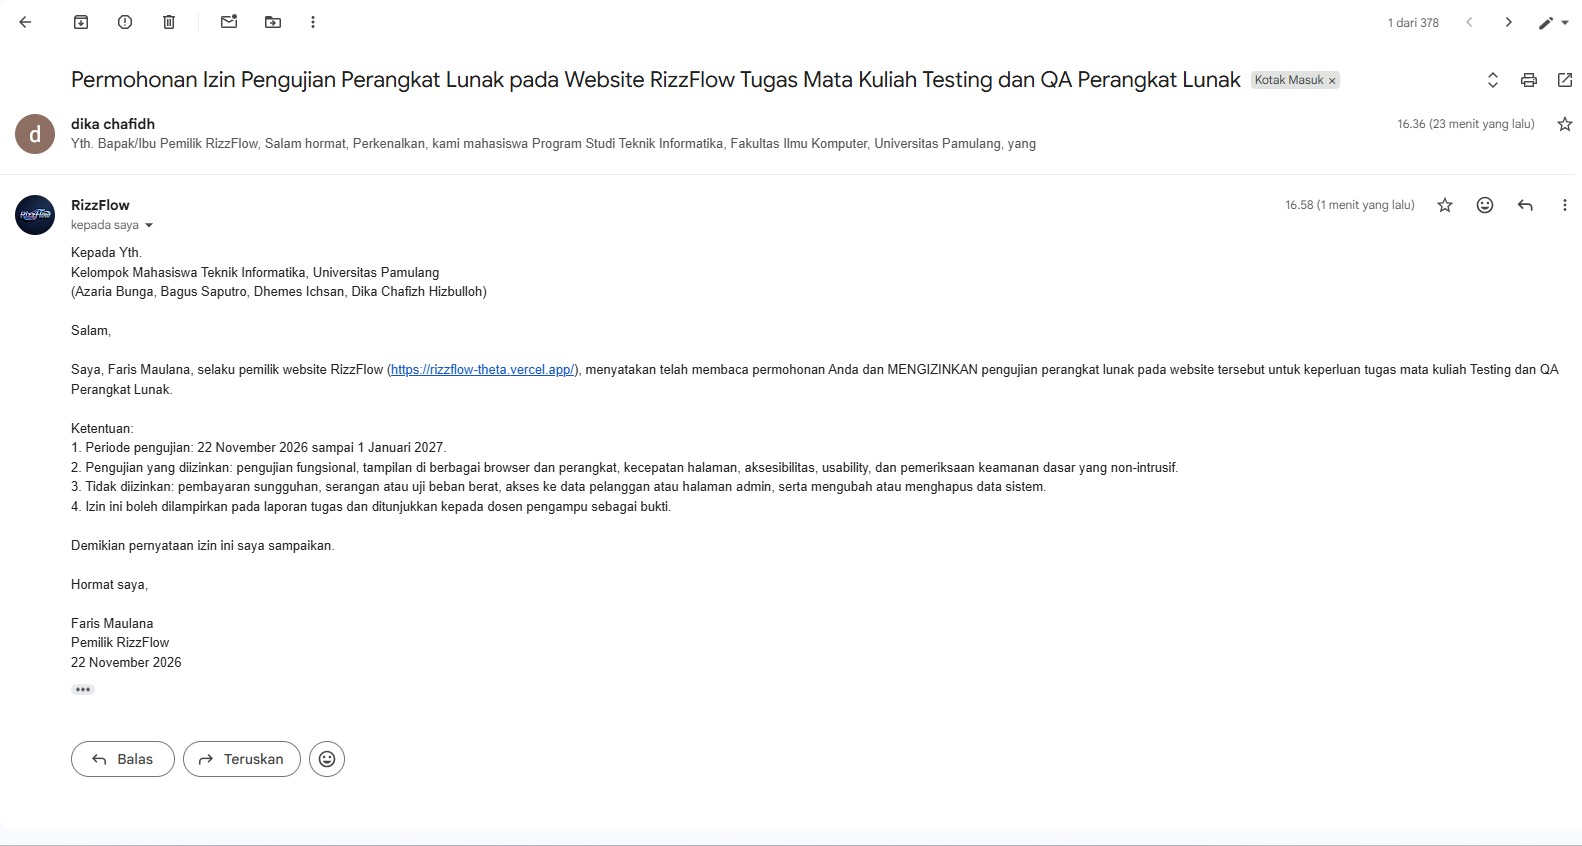 1 dari 378
Permohonan Izin Pengujian Perangkat Lunak pada Website RizzFlow Tugas Mata Kuliah Testing dan QA Perangkat Lunak Kotak Masuk ×
d
dika chafidh 16.36 (23 menit yang lalu)
Yth. Bapak/Ibu Pemilik RizzFlow, Salam hormat, Perkenalkan, kami mahasiswa Program Studi Teknik Informatika, Fakultas Ilmu Komputer, Universitas Pamulang, yang
RizzFlow
RizzFlow 16.58 (1 menit yang lalu)
kepada saya
Kepada Yth.
Kelompok Mahasiswa Teknik Informatika, Universitas Pamulang
(Azaria Bunga, Bagus Saputro, Dhemes Ichsan, Dika Chafizh Hizbulloh)
Salam,
Saya, Faris Maulana, selaku pemilik website RizzFlow (https://rizzflow-theta.vercel.app/), menyatakan telah membaca permohonan Anda dan MENGIZINKAN pengujian perangkat lunak pada website tersebut untuk keperluan tugas mata kuliah Testing dan QA
Perangkat Lunak.
Ketentuan:
1. Periode pengujian: 22 November 2026 sampai 1 Januari 2027.
2. Pengujian yang diizinkan: pengujian fungsional, tampilan di berbagai browser dan perangkat, kecepatan halaman, aksesibilitas, usability, dan pemeriksaan keamanan dasar yang non-intrusif.
3. Tidak diizinkan: pembayaran sungguhan, serangan atau uji beban berat, akses ke data pelanggan atau halaman admin, serta mengubah atau menghapus data sistem.
4. Izin ini boleh dilampirkan pada laporan tugas dan ditunjukkan kepada dosen pengampu sebagai bukti.
Demikian pernyataan izin ini saya sampaikan.
Hormat saya,
Faris Maulana
Pemilik RizzFlow
22 November 2026
Balas
Teruskan